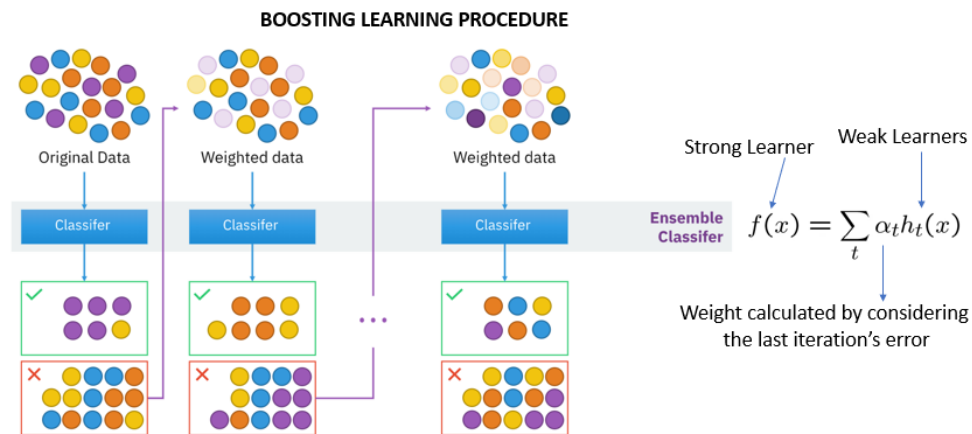 BOOSTING LEARNING PROCEDURE
Original Data
Weighted data
Weighted data
Strong Learner
Weak Learners
Classifer
Classifer
Classifer
Ensemble
Classifer
f(x) = ∑ₜ αₜhₜ(x)
...
Weight calculated by considering
the last iteration's error